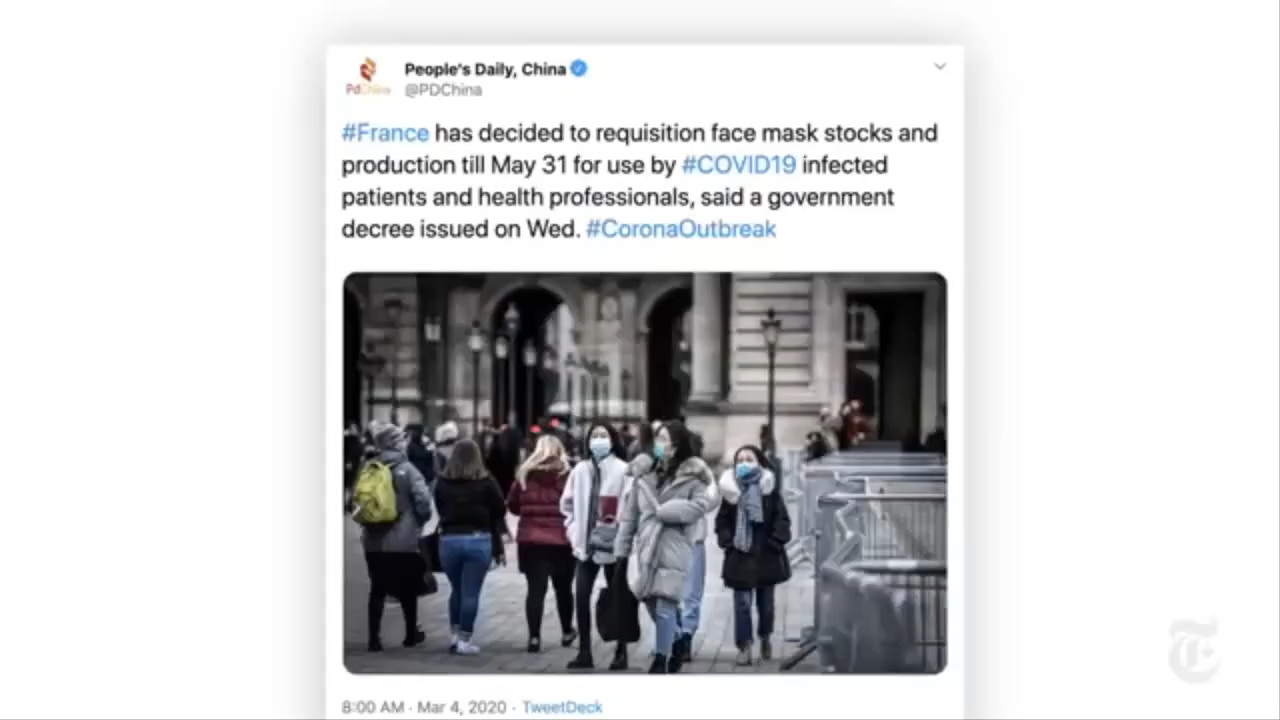 People's Daily, China
PDChina
@PDChina
#France has decided to requisition face mask stocks and
production till May 31 for use by #COVID19 infected
patients and health professionals, said a government
decree issued on Wed. #CoronaOutbreak
8:00 AM · Mar 4, 2020 · TweetDeck
T